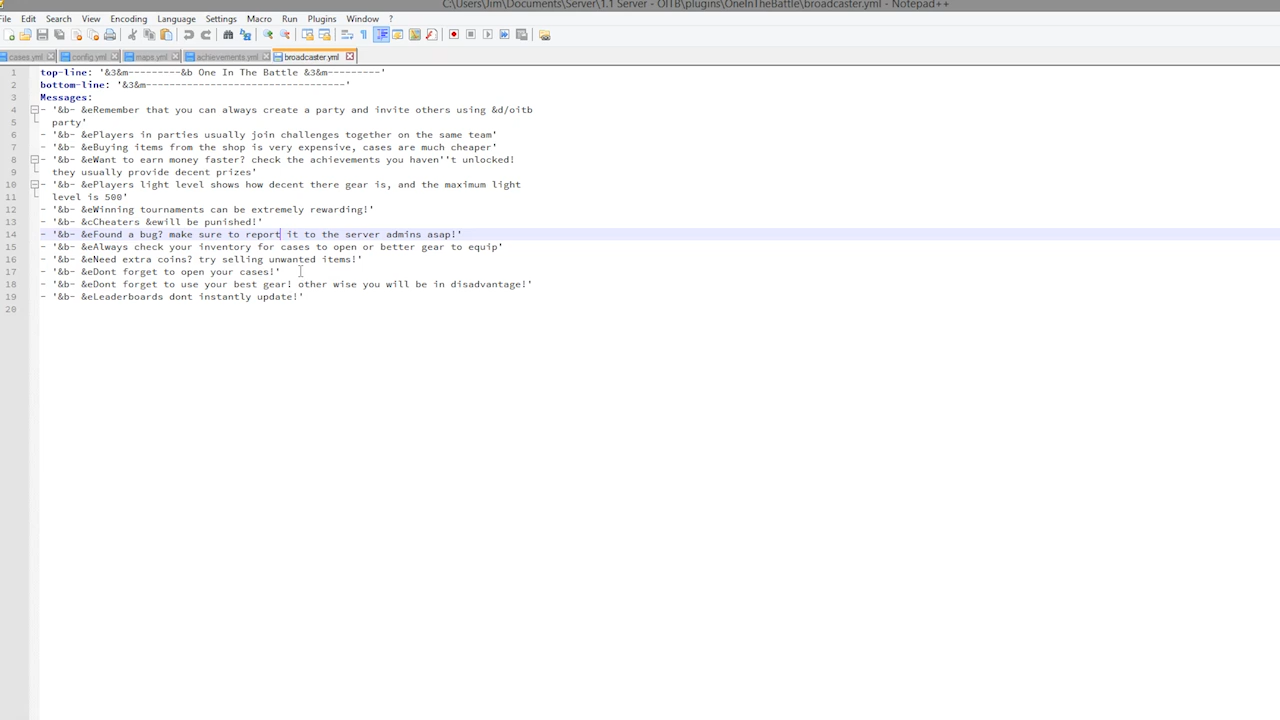 C:\Users\Jim\Documents\Server\1.1 Server - OITB\plugins\OneInTheBattle\broadcaster.yml - Notepad++
File Edit Search View Encoding Language Settings Macro Run Plugins Window ?
cases.yml config.yml maps.yml achievements.yml broadcaster.yml
1 top-line: '&3&m---------&b One In The Battle &3&m---------'
2 bottom-line: '&3&m----------------------------------'
3 Messages:
4 - '&b- &eRemember that you can always create a party and invite others using &d/oitb
5 party'
6 - '&b- &ePlayers in parties usually join challenges together on the same team'
7 - '&b- &eBuying items from the shop is very expensive, cases are much cheaper'
8 - '&b- &eWant to earn money faster? check the achievements you haven''t unlocked!
9 they usually provide decent prizes'
10 - '&b- &ePlayers light level shows how decent there gear is, and the maximum light
11 level is 500'
12 - '&b- &eWinning tournaments can be extremely rewarding!'
13 - '&b- &cCheaters &ewill be punished!'
14 - '&b- &eFound a bug? make sure to report it to the server admins asap!'
15 - '&b- &eAlways check your inventory for cases to open or better gear to equip'
16 - '&b- &eNeed extra coins? try selling unwanted items!'
17 - '&b- &eDont forget to open your cases!'
18 - '&b- &eDont forget to use your best gear! other wise you will be in disadvantage!'
19 - '&b- &eLeaderboards dont instantly update!'
20